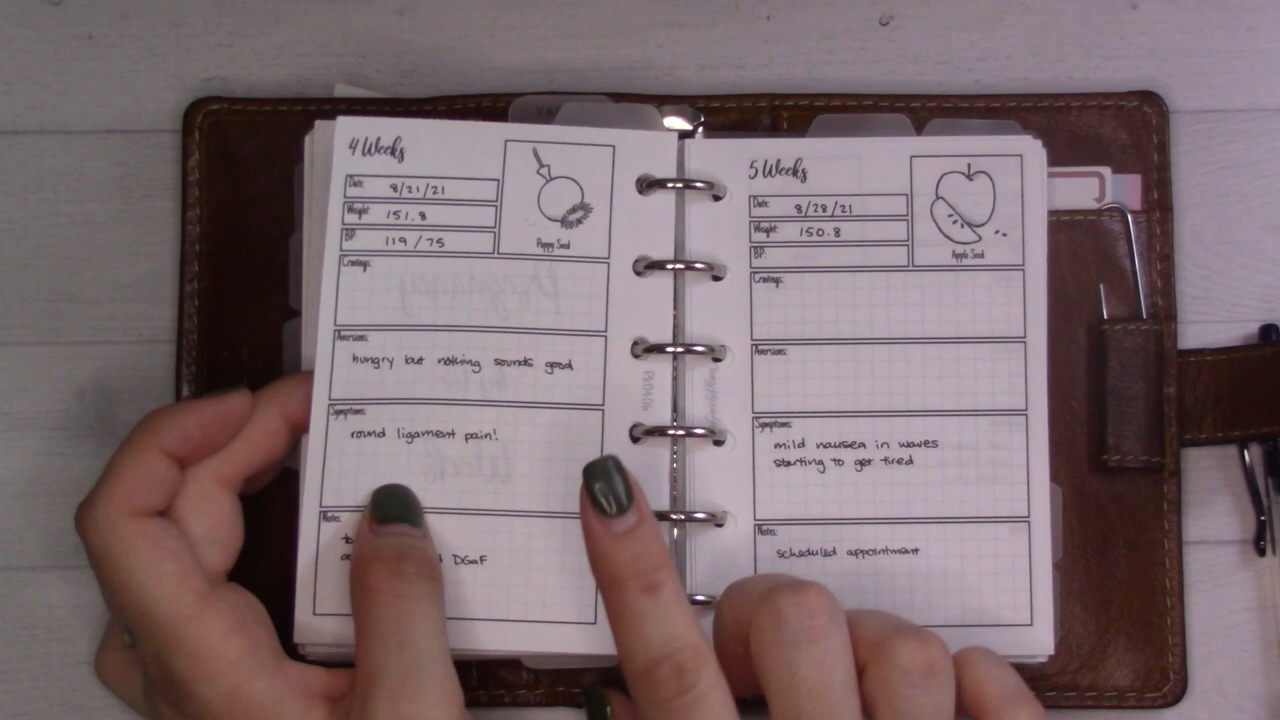 4 Weeks
Date: 8/21/21
Weight: 151.8
BP: 119/75
Poppy Seed
Cravings:
Aversions:
hungry but nothing sounds good
Symptoms:
round ligament pain!
Notes:
DGaF
5 Weeks
Date: 8/28/21
Weight: 150.8
BP:
Apple Seed
Cravings:
Aversions:
Symptoms:
mild nausea in waves
starting to get tired
Notes:
scheduled appointment